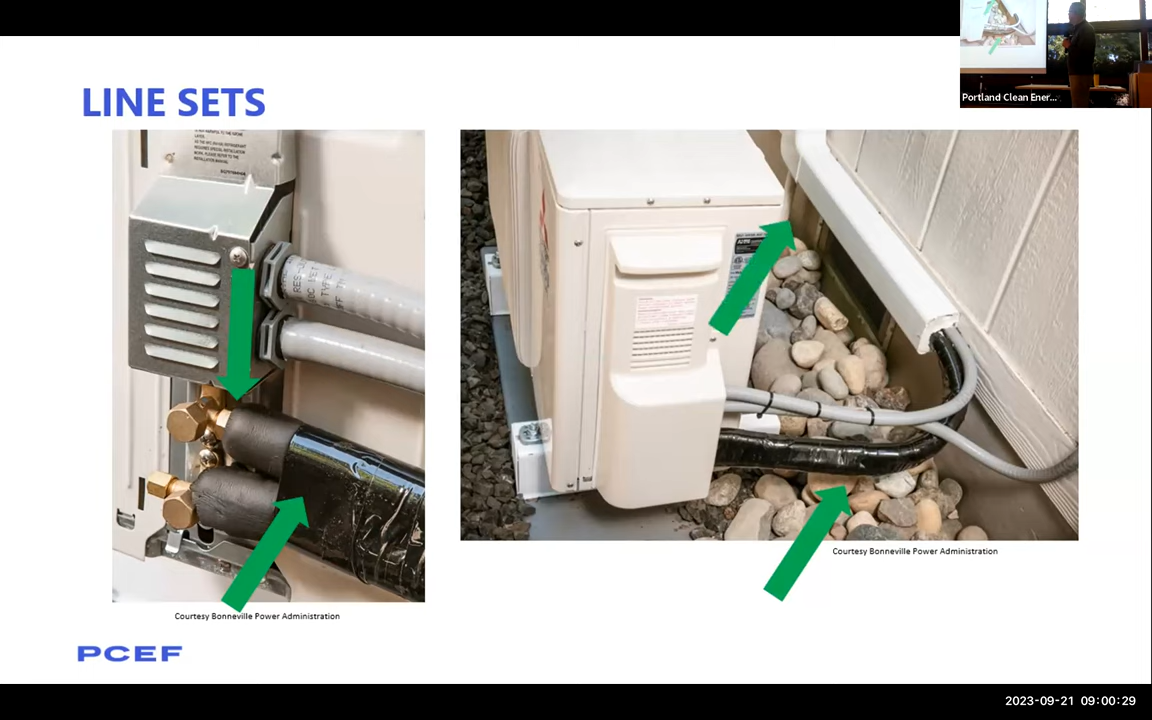 LINE SETS
Portland Clean Ener...
Courtesy Bonneville Power Administration
Courtesy Bonneville Power Administration
PCEF
2023-09-21 09:00:29